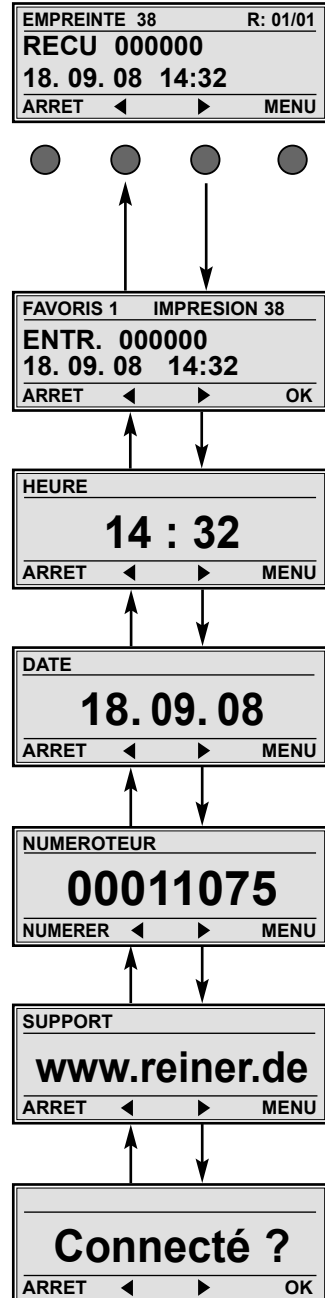 EMPREINTE 38 R: 01/01
RECU 000000
18. 09. 08 14:32
ARRET ◀ ▶ MENU
FAVORIS 1 IMPRESION 38
ENTR. 000000
18. 09. 08 14:32
ARRET ◀ ▶ OK
HEURE
14 : 32
ARRET ◀ ▶ MENU
DATE
18. 09. 08
ARRET ◀ ▶ MENU
NUMEROTEUR
00011075
NUMERER ◀ ▶ MENU
SUPPORT
www.reiner.de
ARRET ◀ ▶ MENU
Connecté ?
ARRET ◀ ▶ OK